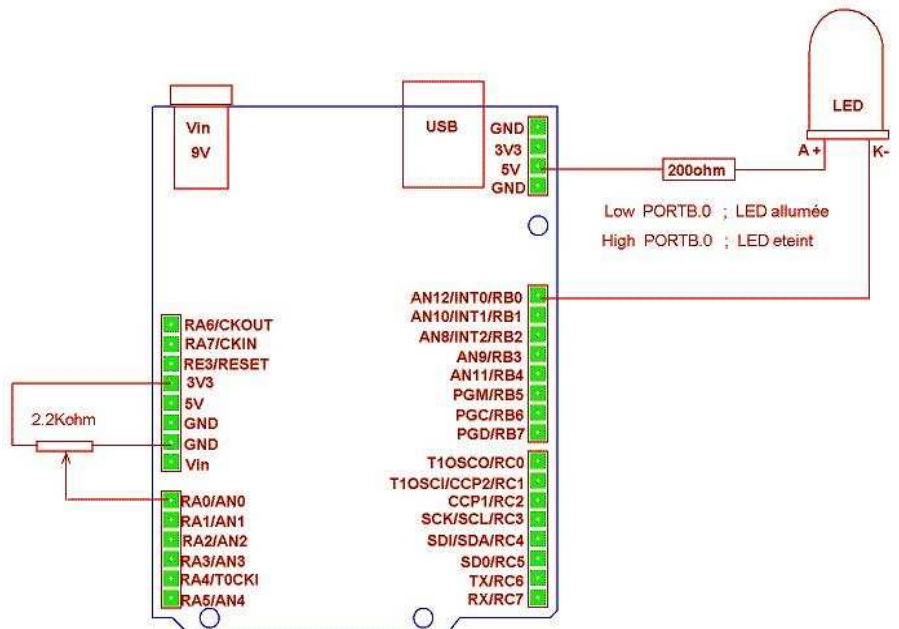 LED
Vin
9V
USB
GND
3V3
5V
GND
A +
K-
200ohm
Low PORTB.0 ; LED allumée
High PORTB.0 ; LED eteint
AN12/INT0/RB0
AN10/INT1/RB1
AN8/INT2/RB2
AN9/RB3
AN11/RB4
PGM/RB5
PGC/RB6
PGD/RB7
RA6/CKOUT
RA7/CKIN
RE3/RESET
3V3
5V
GND
GND
Vin
2.2Kohm
T1OSCO/RC0
T1OSCI/CCP2/RC1
CCP1/RC2
SCK/SCL/RC3
SDI/SDA/RC4
SD0/RC5
TX/RC6
RX/RC7
RA0/AN0
RA1/AN1
RA2/AN2
RA3/AN3
RA4/T0CKI
RA5/AN4